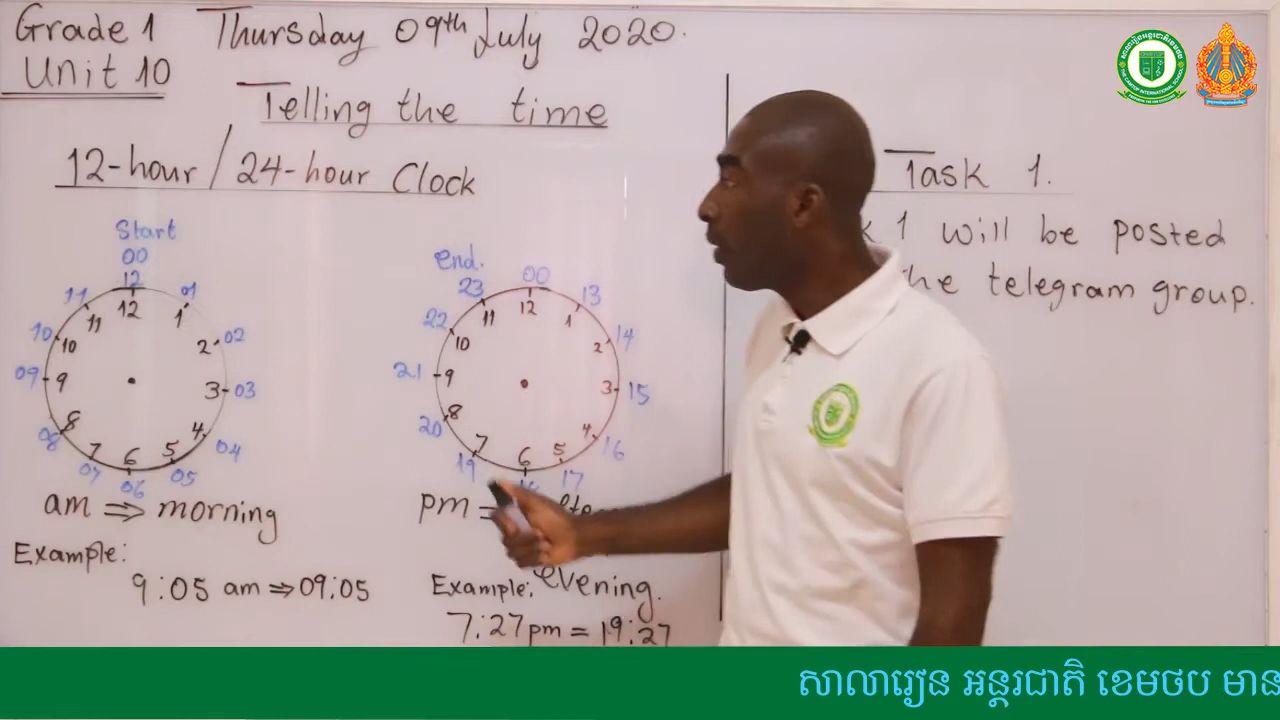 Grade 1 Thursday 09th July 2020.
Unit 10
Telling the time
12-hour / 24-hour Clock
Task 1.
1 will be posted
the telegram group.
Start
00
12
11 01
10 02
09 03
08 04
07 05
06
12
11 1
10 2
9 3
8 4
7 5
6
end.
00
23 13
22 14
21 15
20 16
19 17
12
11 1
10 2
9 3
8 4
7 5
6
am ⇒ morning
pm
evening.
Example:
9:05 am ⇒ 09:05
Example:
7:27 pm = 19:27
សាលារៀន អន្តរជាតិ ខេមថប មាន